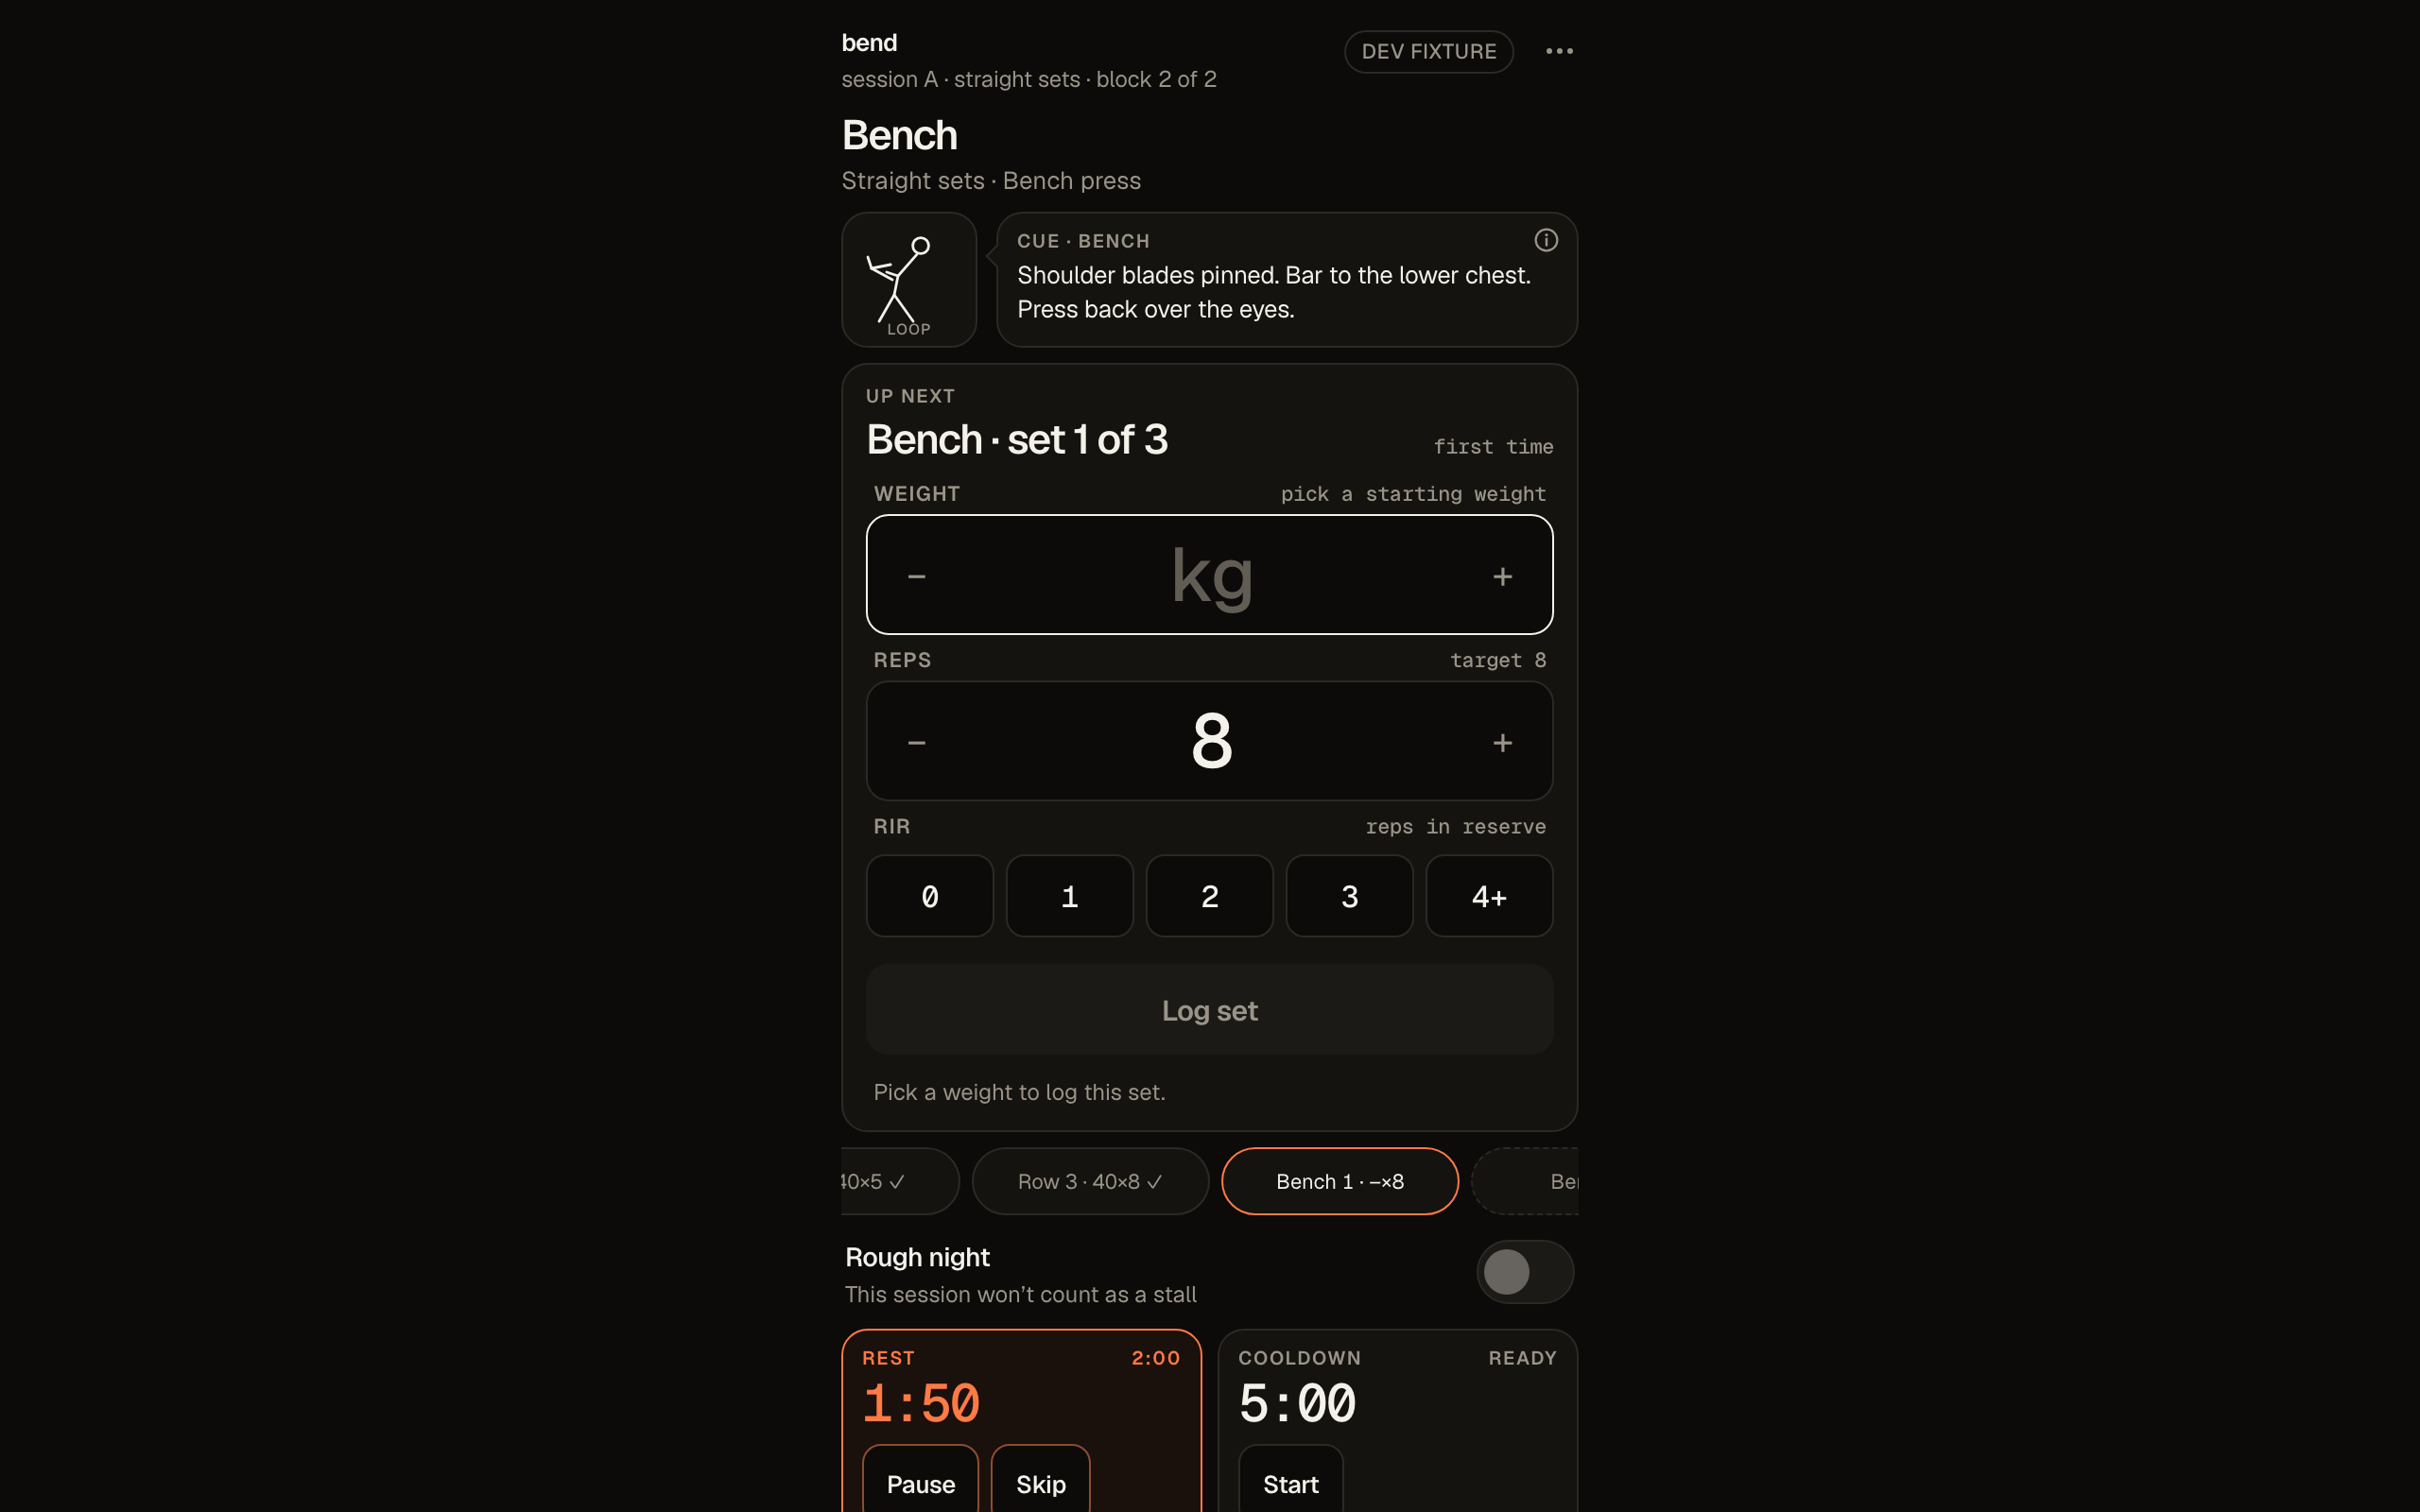 bend
DEV FIXTURE
session A · straight sets · block 2 of 2
Bench
Straight sets · Bench press
LOOP
CUE · BENCH
Shoulder blades pinned. Bar to the lower chest.
Press back over the eyes.
UP NEXT
Bench · set 1 of 3
first time
WEIGHT
pick a starting weight
− kg +
REPS
target 8
− 8 +
RIR
reps in reserve
0 1 2 3 4+
Log set
Pick a weight to log this set.
40×5 ✓
Row 3 · 40×8 ✓
Bench 1 · –×8
Rough night
This session won’t count as a stall
REST 2:00
1:50
Pause Skip
COOLDOWN READY
5:00
Start